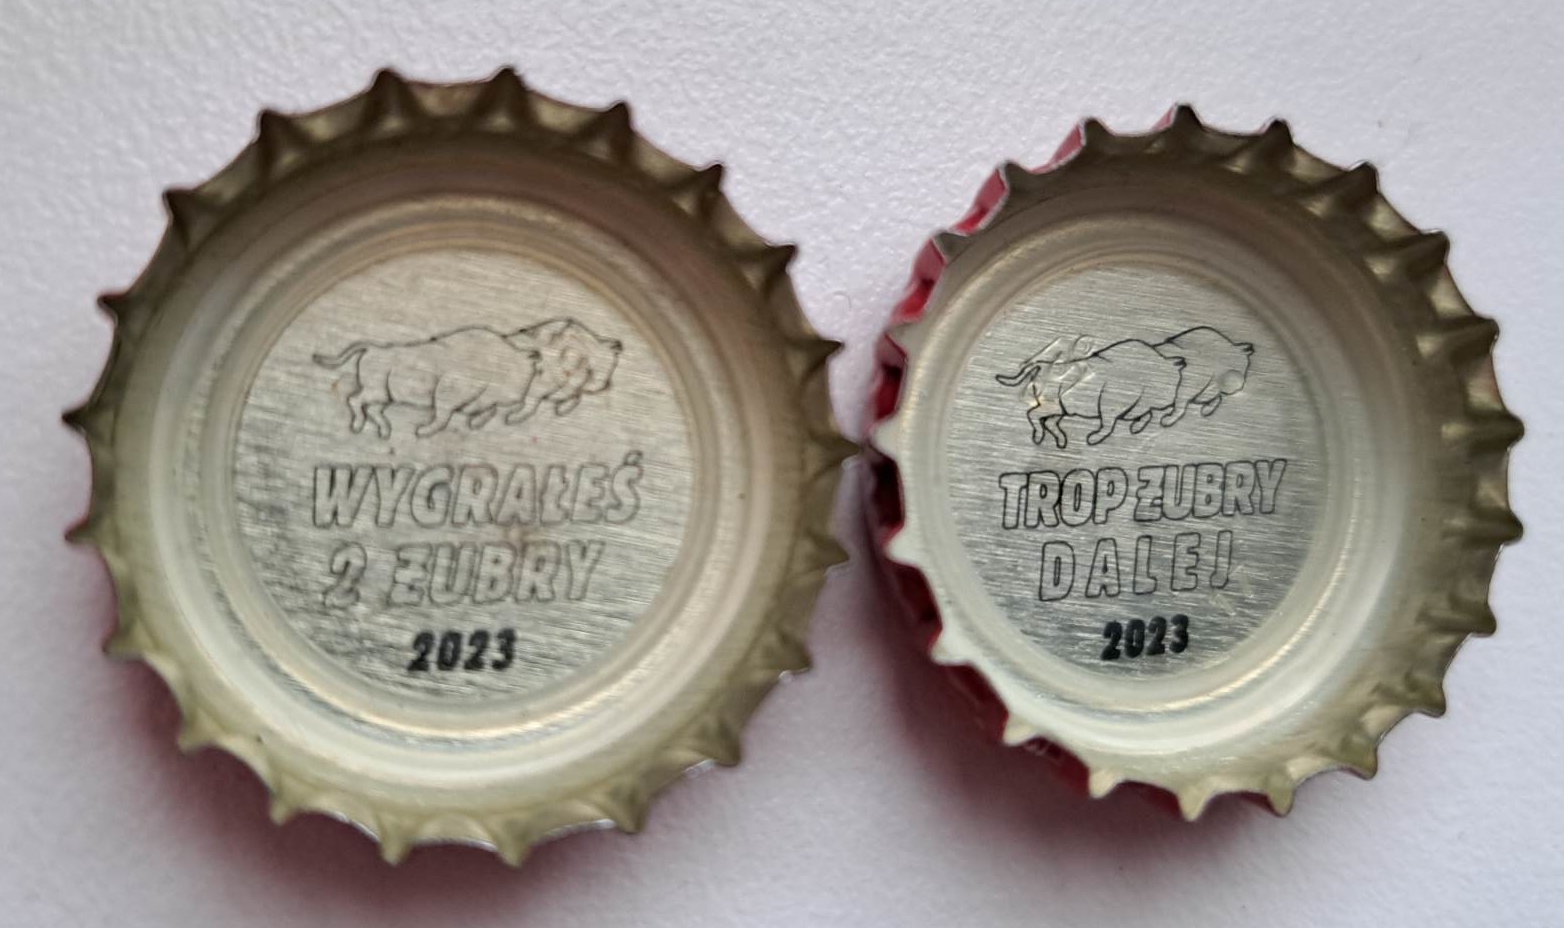 WYGRAŁEŚ
2 ŻUBRY
2023
TROP ŻUBRY
DALEJ
2023